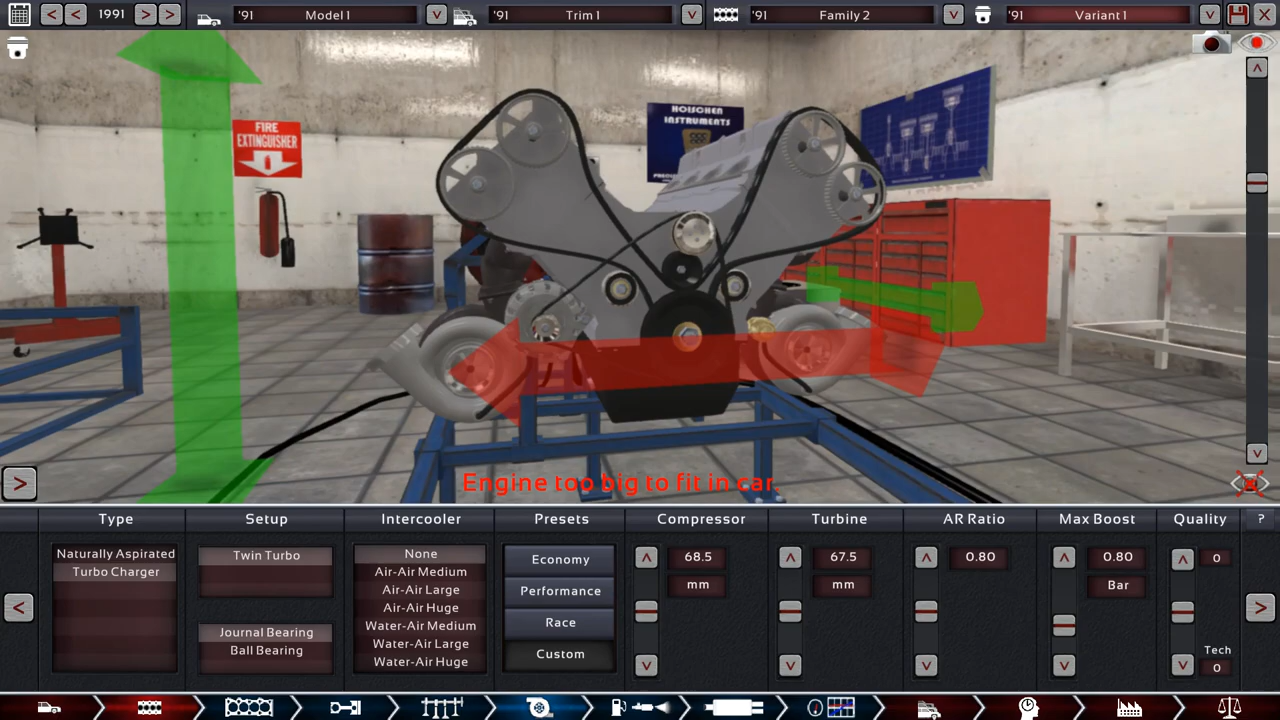 1991
'91 Model 1
'91 Trim 1
'91 Family 2
'91 Variant 1
FIRE
EXTINGUISHER
HOISCHEN
INSTRUMENTS
Engine too big to fit in car
Type
Setup
Intercooler
Presets
Compressor
Turbine
AR Ratio
Max Boost
Quality
?
Naturally Aspirated
Turbo Charger
Twin Turbo
Journal Bearing
Ball Bearing
None
Air-Air Medium
Air-Air Large
Air-Air Huge
Water-Air Medium
Water-Air Large
Water-Air Huge
Economy
Performance
Race
Custom
68.5
mm
67.5
mm
0.80
0.80
Bar
0
Tech
0